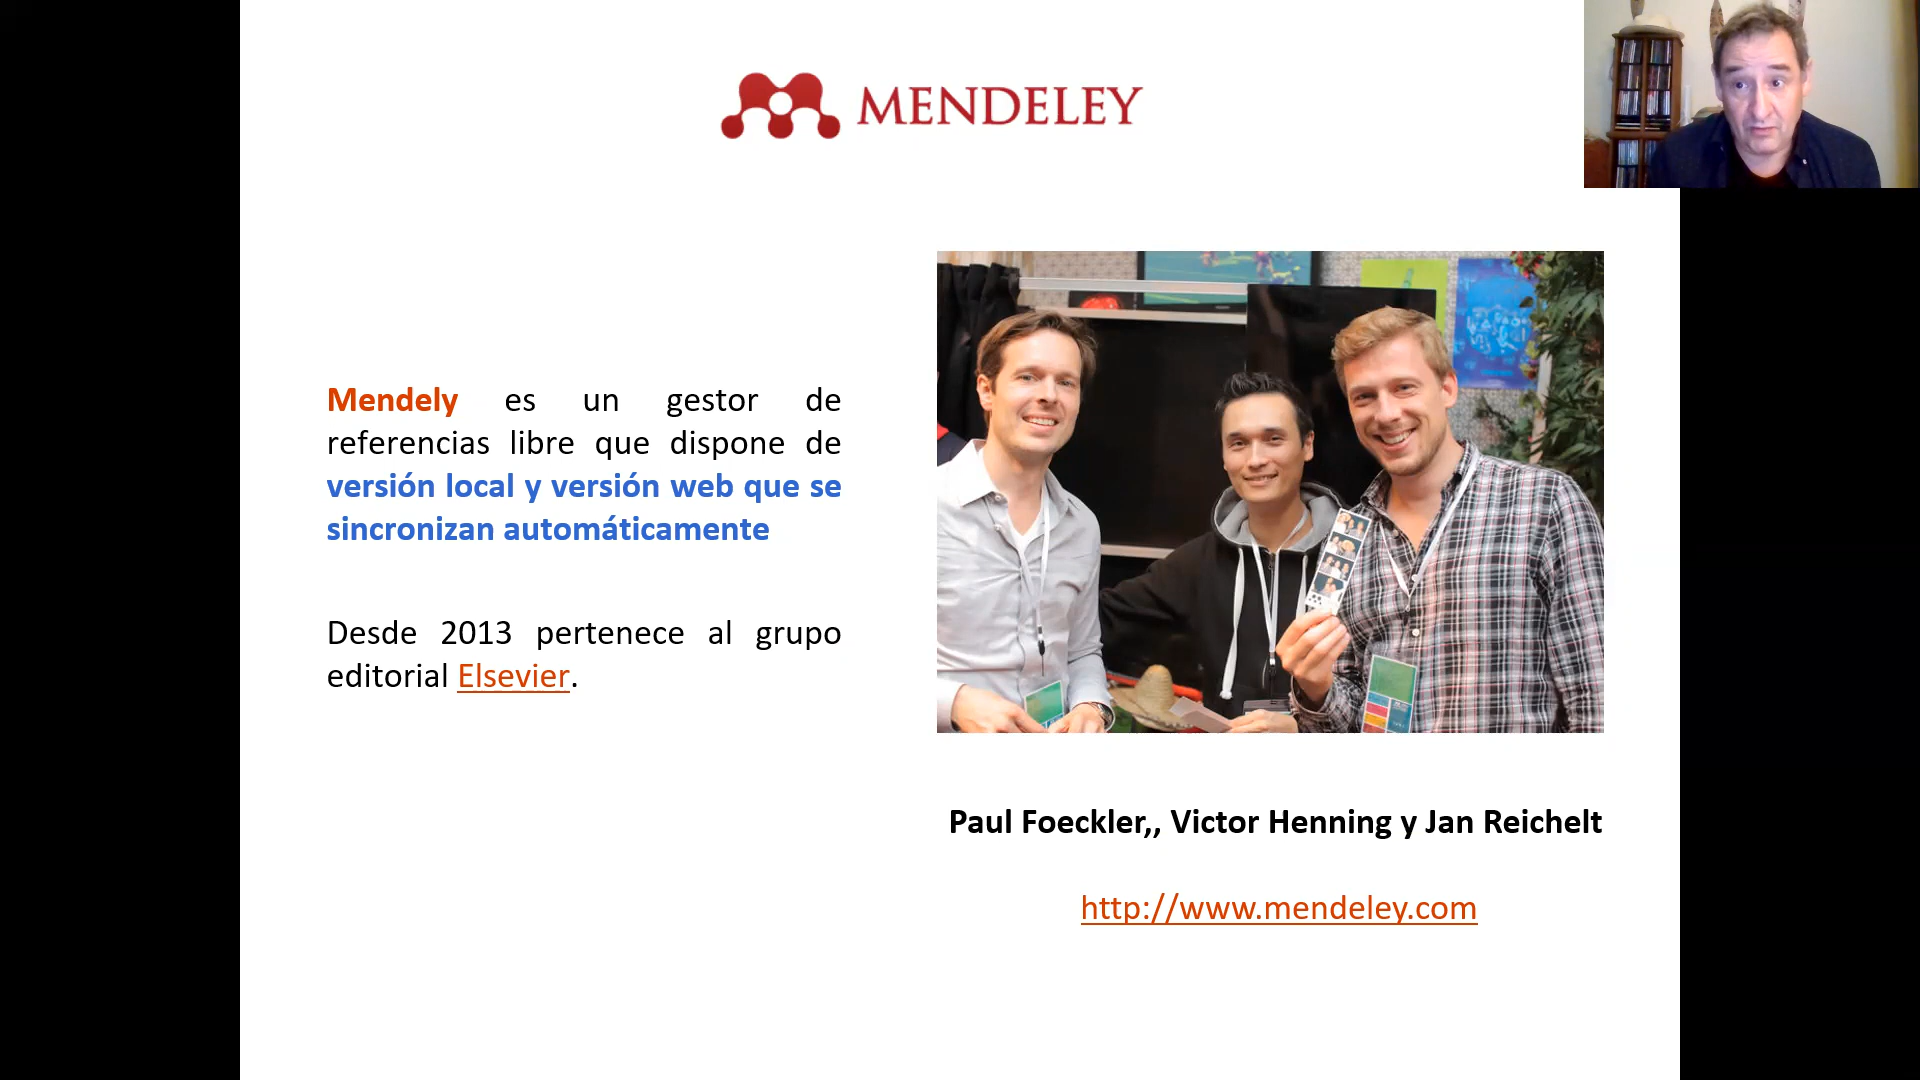 MENDELEY
Mendely es un gestor de
referencias libre que dispone de
versión local y versión web que se
sincronizan automáticamente
Desde 2013 pertenece al grupo
editorial Elsevier.
Paul Foeckler,, Victor Henning y Jan Reichelt
http://www.mendeley.com